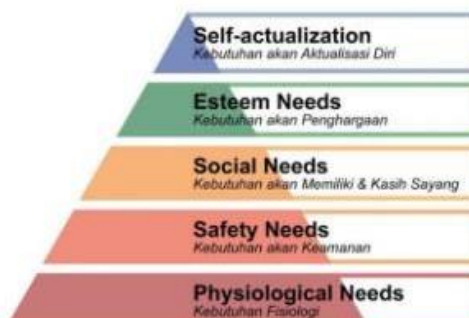 Self-actualization
Kebutuhan akan Aktualisasi Diri
Esteem Needs
Kebutuhan akan Penghargaan
Social Needs
Kebutuhan akan Memiliki & Kasih Sayang
Safety Needs
Kebutuhan akan Keamanan
Physiological Needs
Kebutuhan Fisiologi